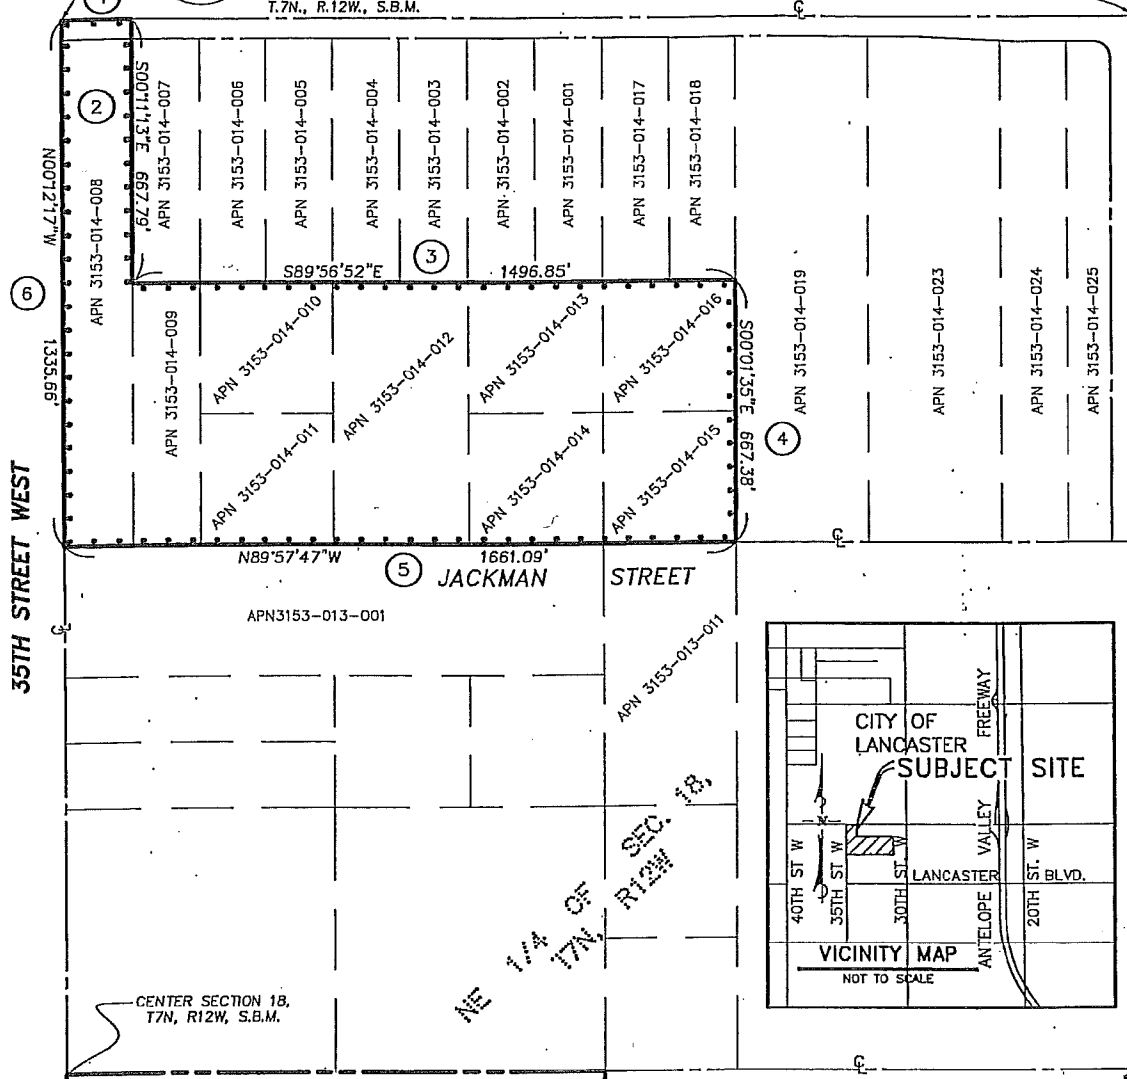 1
T.7N., R.12W., S.B.M.
℄
2
S00°11'13"E 667.79'
APN 3153-014-007
APN 3153-014-006
APN 3153-014-005
APN 3153-014-004
APN 3153-014-003
APN 3153-014-002
APN 3153-014-001
APN 3153-014-017
APN 3153-014-018
N00°12'17"W 1335.66'
APN 3153-014-008
6
3
S89°56'52"E 1496.85'
APN 3153-014-009
APN 3153-014-010
APN 3153-014-011
APN 3153-014-012
APN 3153-014-013
APN 3153-014-014
APN 3153-014-016
APN 3153-014-015
S00°01'35"E 667.38'
4
APN 3153-014-019
APN 3153-014-023
APN 3153-014-024
APN 3153-014-025
℄
35TH STREET WEST
℄
N89°57'47"W 1661.09'
5
JACKMAN STREET
APN3153-013-001
APN 3153-013-011
NE 1/4 OF SEC. 18,
T7N, R12W
CENTER SECTION 18,
T7N, R12W, S.B.M.
℄
CITY OF
LANCASTER
SUBJECT SITE
FREEWAY
VALLEY
ANTELOPE
N
40TH ST W
35TH ST W
30TH ST. W
20TH ST. W
LANCASTER BLVD.
VICINITY MAP
NOT TO SCALE